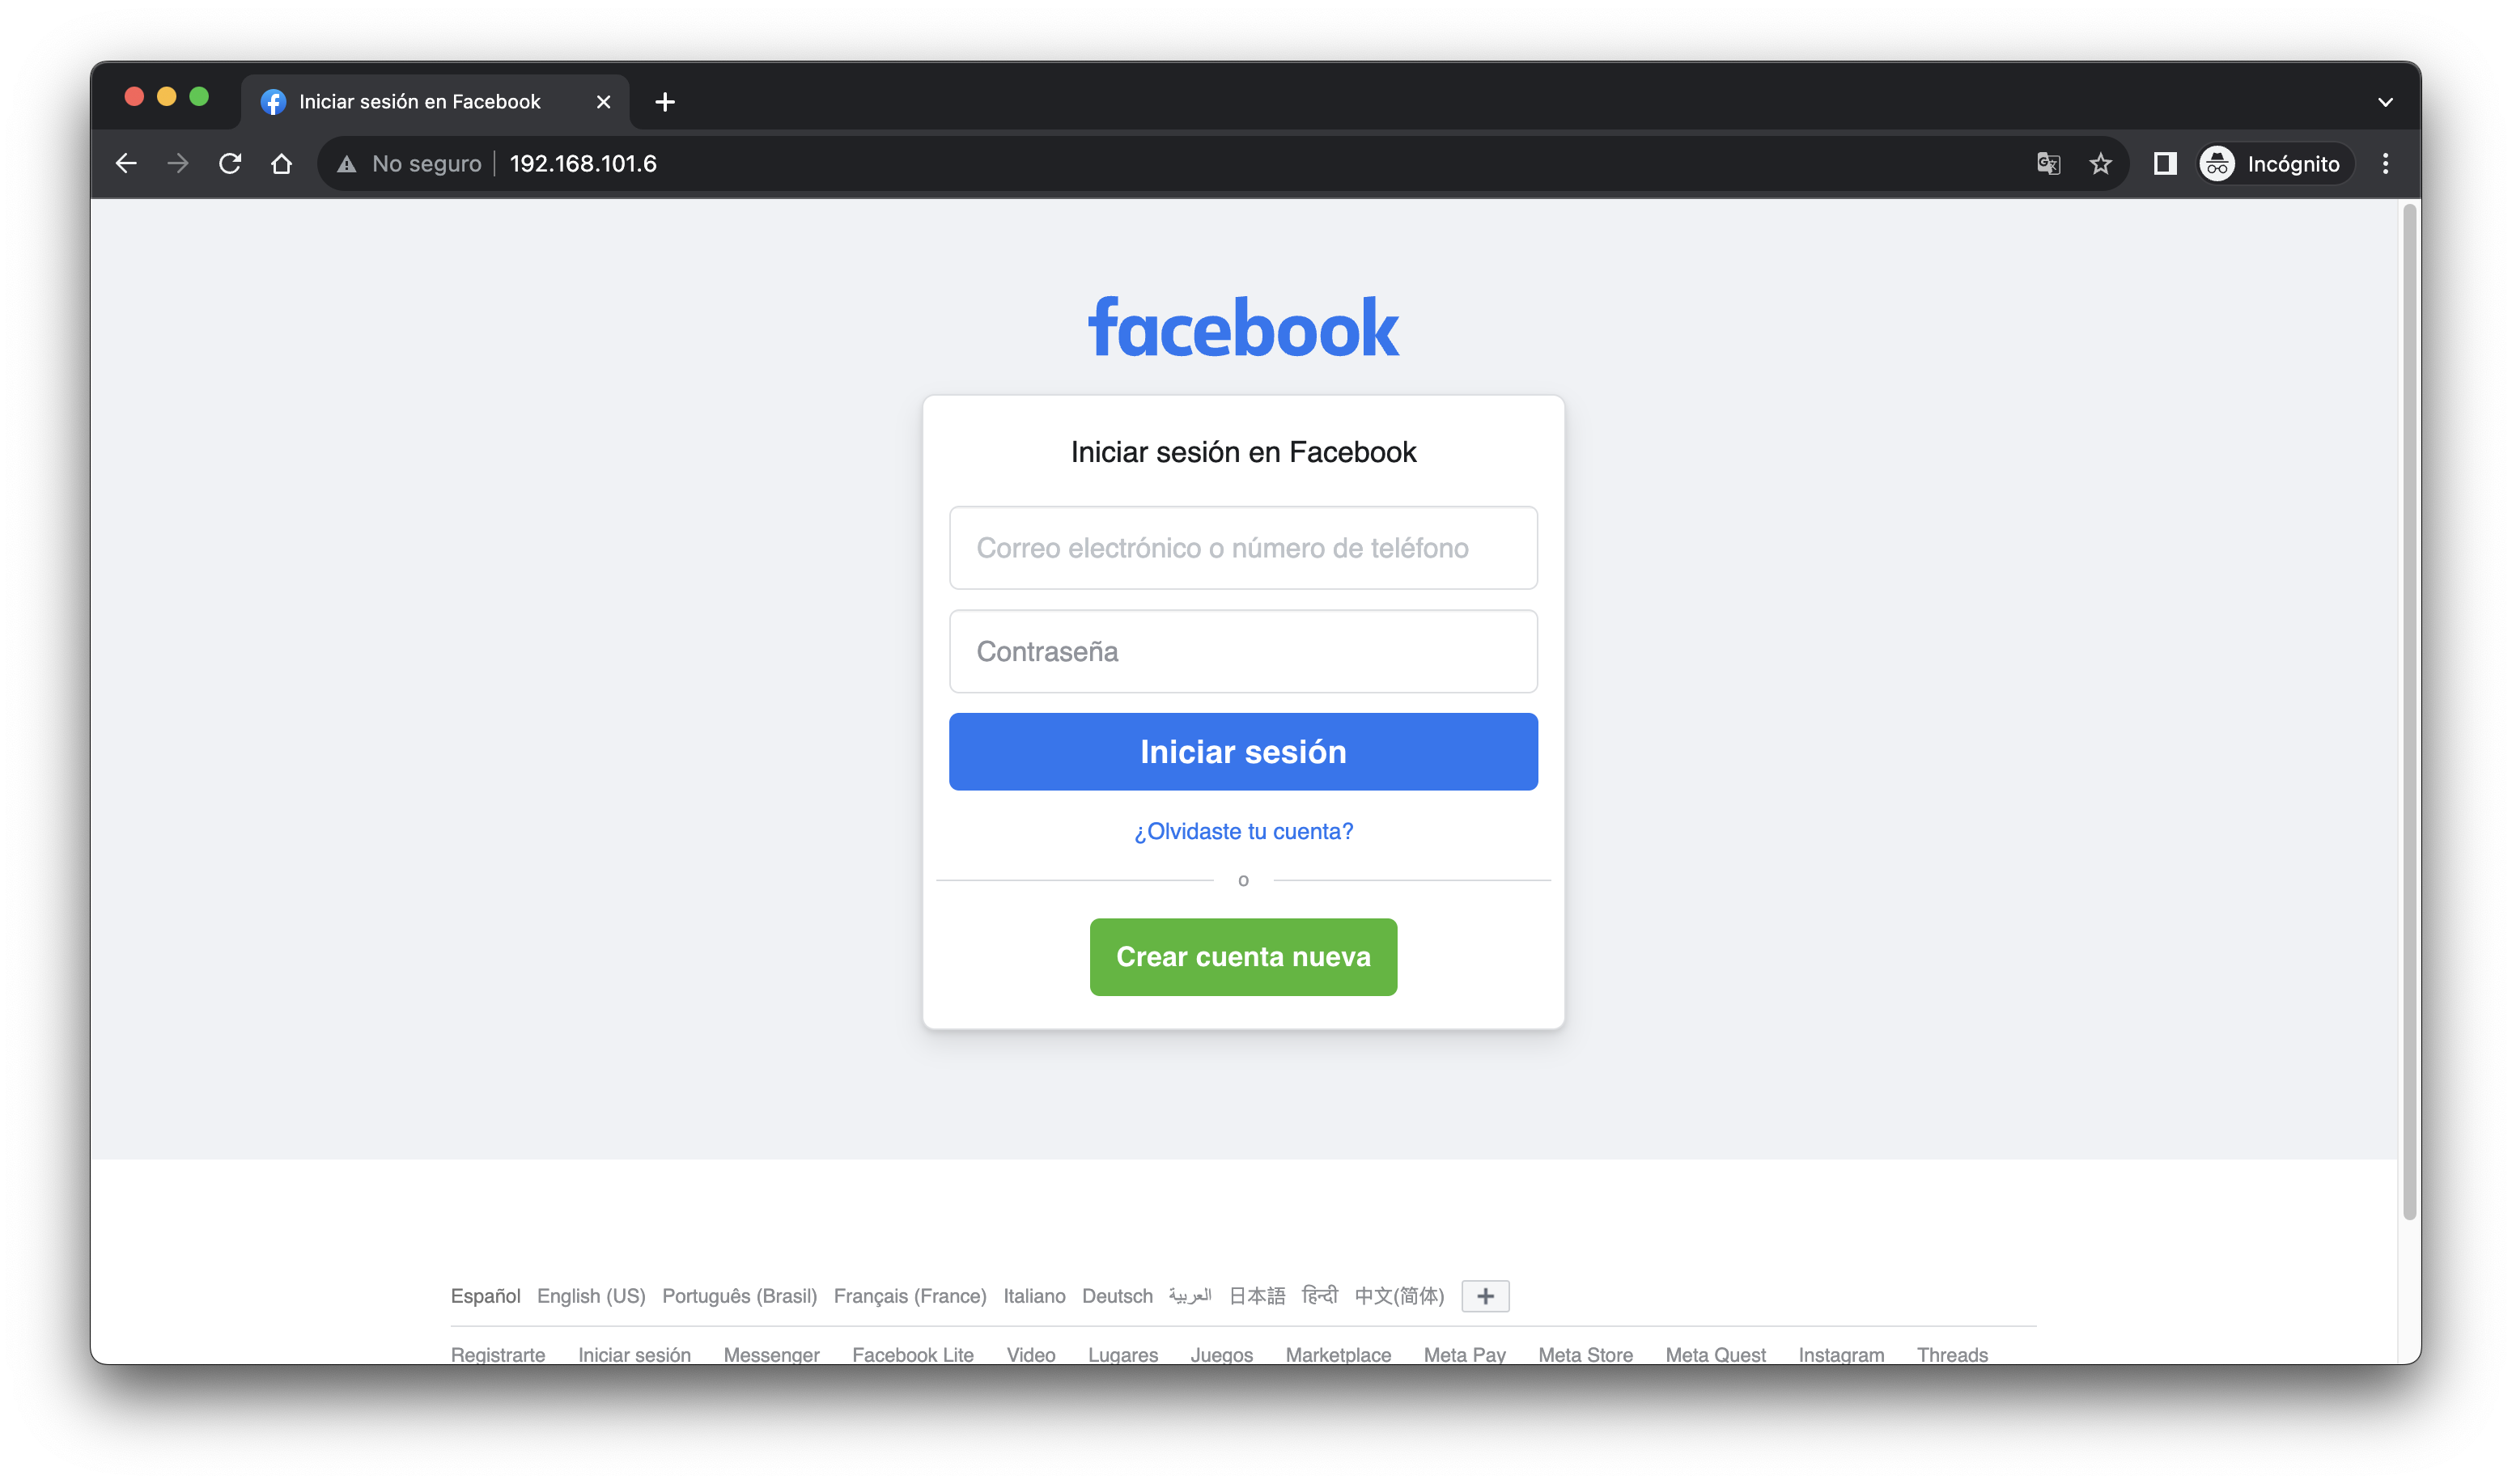 Iniciar sesión en Facebook
No seguro 192.168.101.6
Incógnito
facebook
Iniciar sesión en Facebook
Correo electrónico o número de teléfono
Contraseña
Iniciar sesión
¿Olvidaste tu cuenta?
o
Crear cuenta nueva
Español English (US) Português (Brasil) Français (France) Italiano Deutsch العربية 日本語 हिन्दी 中文(简体)
Registrarte Iniciar sesión Messenger Facebook Lite Video Lugares Juegos Marketplace Meta Pay Meta Store Meta Quest Instagram Threads